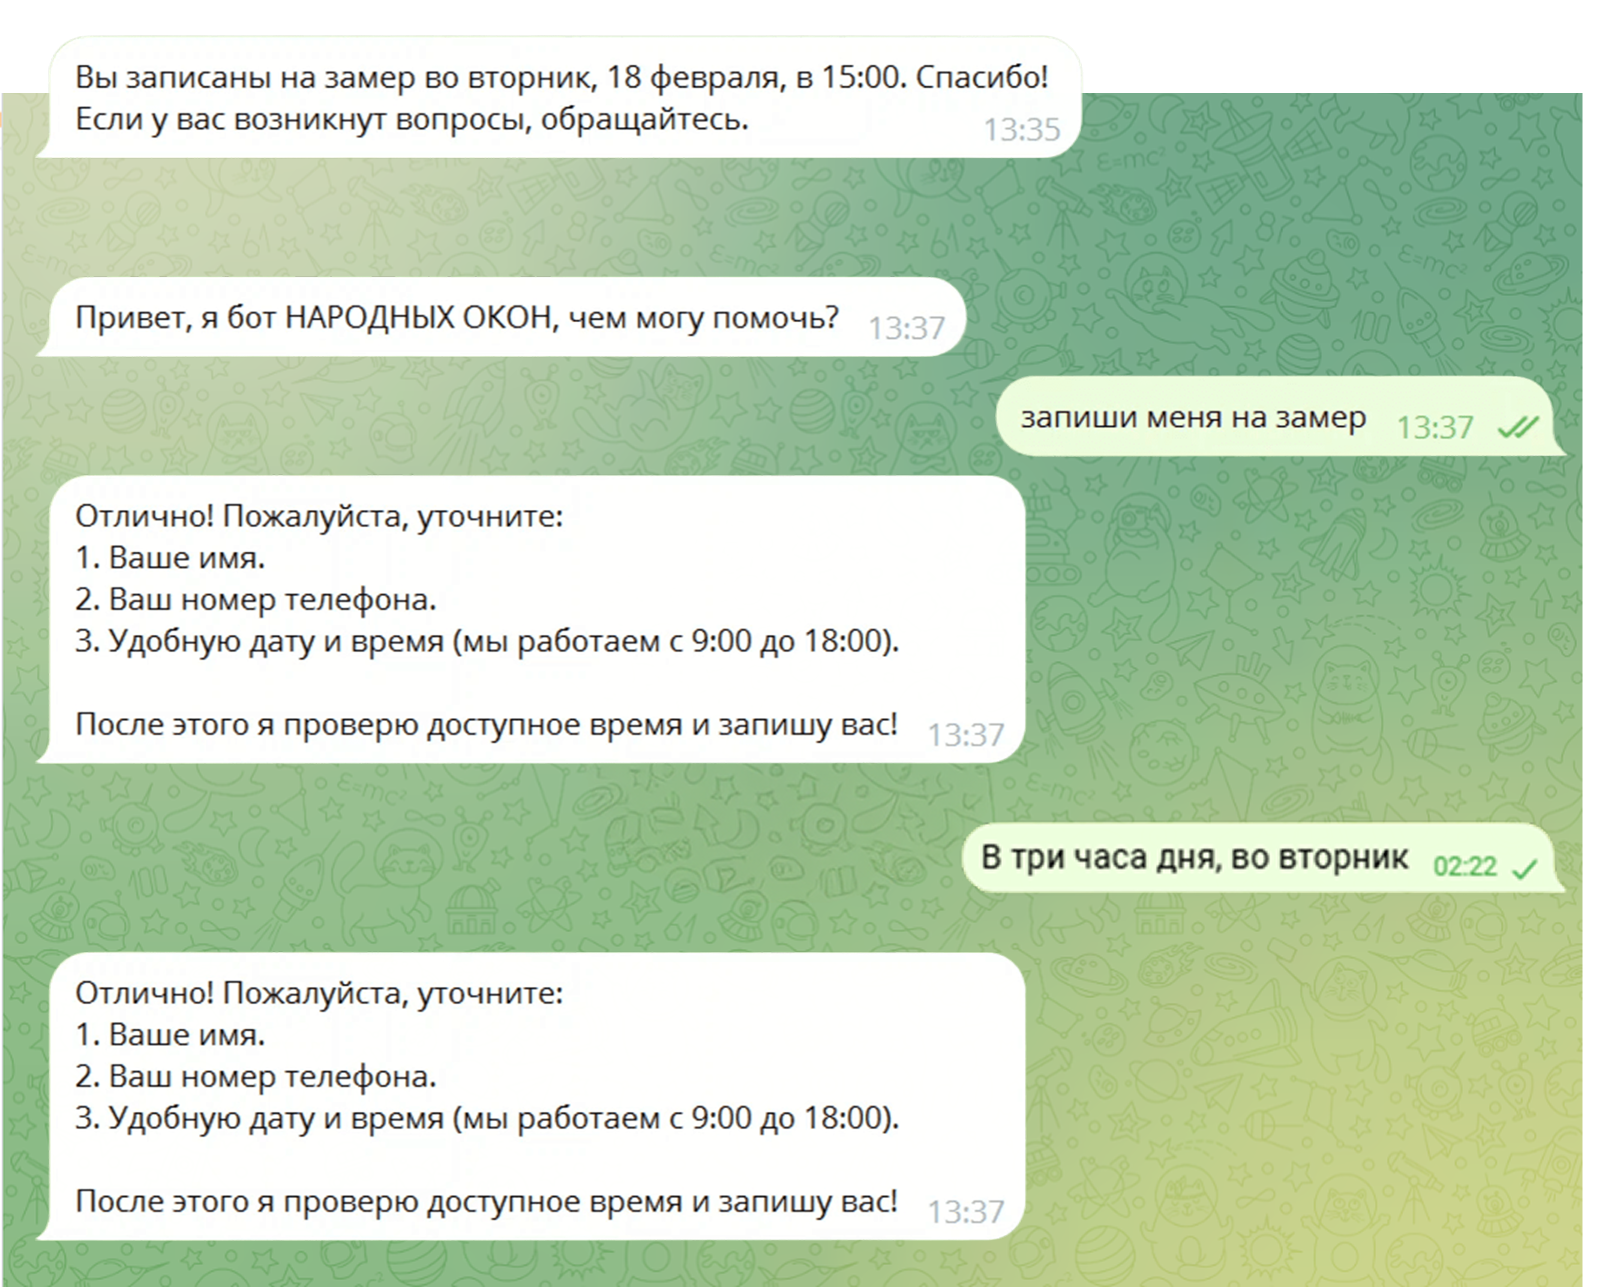 Вы записаны на замер во вторник, 18 февраля, в 15:00. Спасибо!
Если у вас возникнут вопросы, обращайтесь.
13:35
Привет, я бот НАРОДНЫХ ОКОН, чем могу помочь? 13:37
запиши меня на замер 13:37
Отлично! Пожалуйста, уточните:
1. Ваше имя.
2. Ваш номер телефона.
3. Удобную дату и время (мы работаем с 9:00 до 18:00).
После этого я проверю доступное время и запишу вас! 13:37
В три часа дня, во вторник 02:22
Отлично! Пожалуйста, уточните:
1. Ваше имя.
2. Ваш номер телефона.
3. Удобную дату и время (мы работаем с 9:00 до 18:00).
После этого я проверю доступное время и запишу вас! 13:37